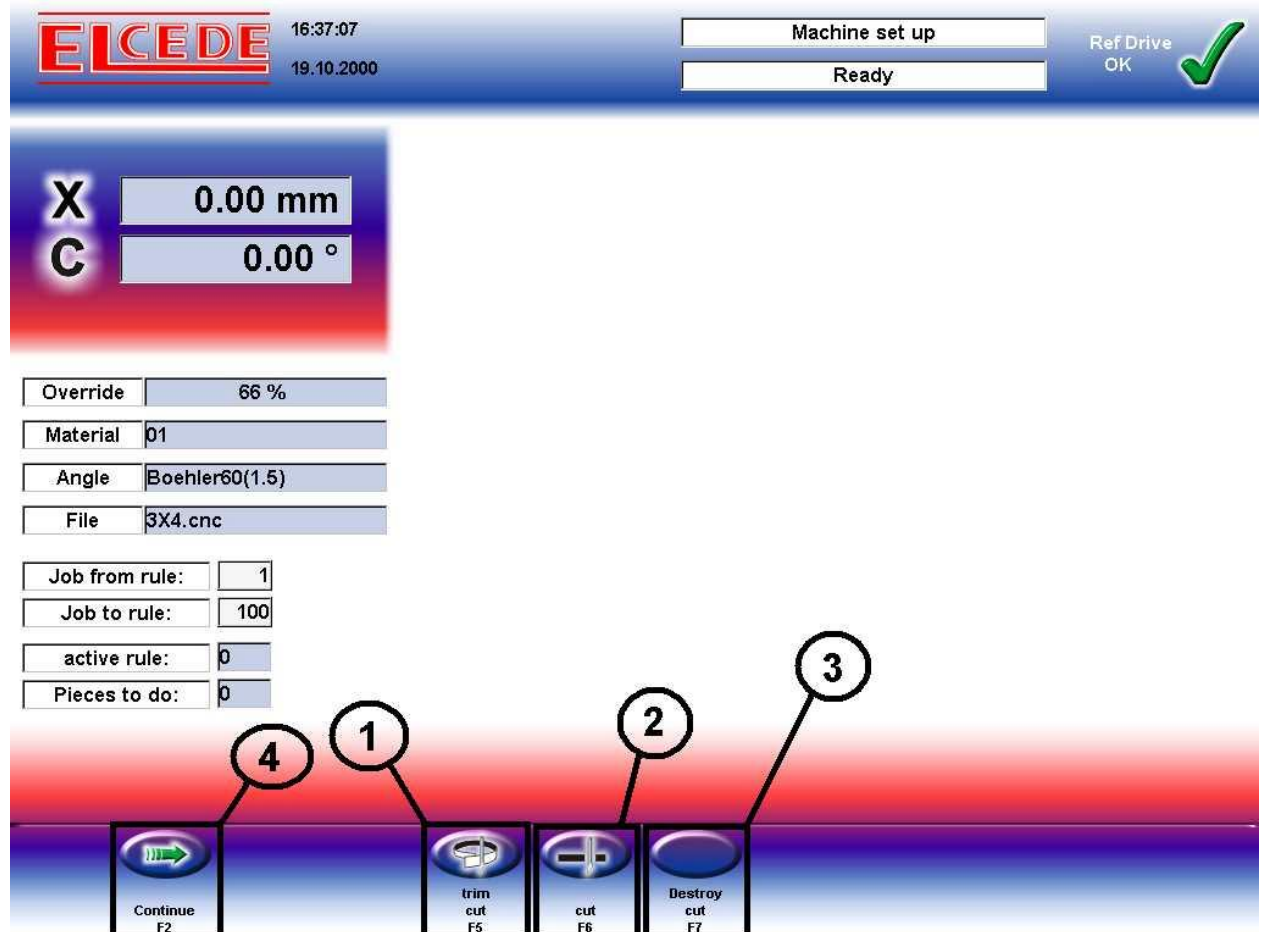 ELCEDE
16:37:07
19.10.2000
Machine set up
Ready
Ref Drive
OK
X 0.00 mm
C 0.00 °
Override 66 %
Material 01
Angle Boehler60(1.5)
File 3X4.cnc
Job from rule: 1
Job to rule: 100
active rule: 0
Pieces to do: 0
4
1
2
3
Continue
F2
trim
cut
F5
cut
F6
Destroy
cut
F7